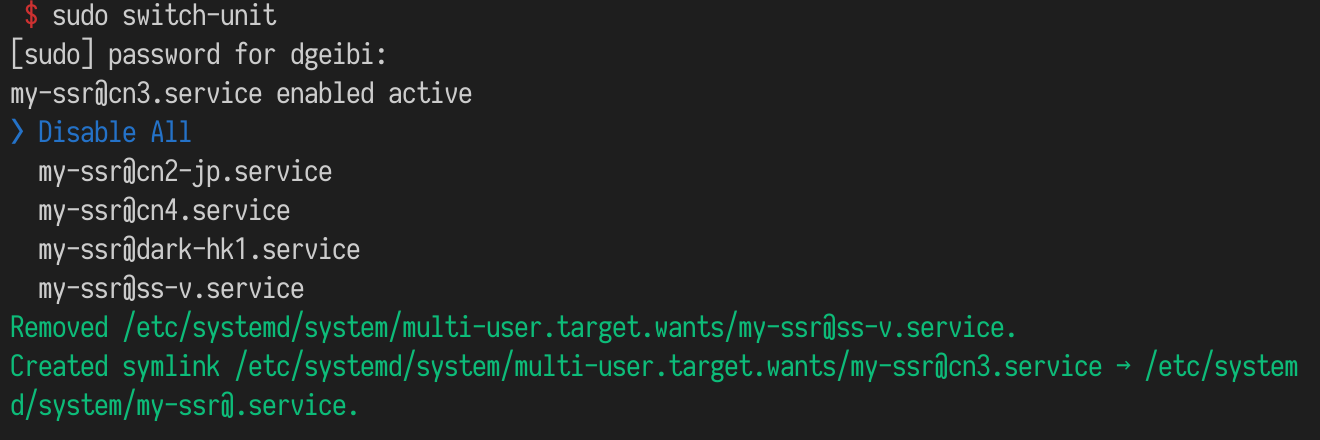 $ sudo switch-unit
[sudo] password for dgeibi:
my-ssr@cn3.service enabled active
❯ Disable All
my-ssr@cn2-jp.service
my-ssr@cn4.service
my-ssr@dark-hk1.service
my-ssr@ss-v.service
Removed /etc/systemd/system/multi-user.target.wants/my-ssr@ss-v.service.
Created symlink /etc/systemd/system/multi-user.target.wants/my-ssr@cn3.service → /etc/system
d/system/my-ssr@.service.